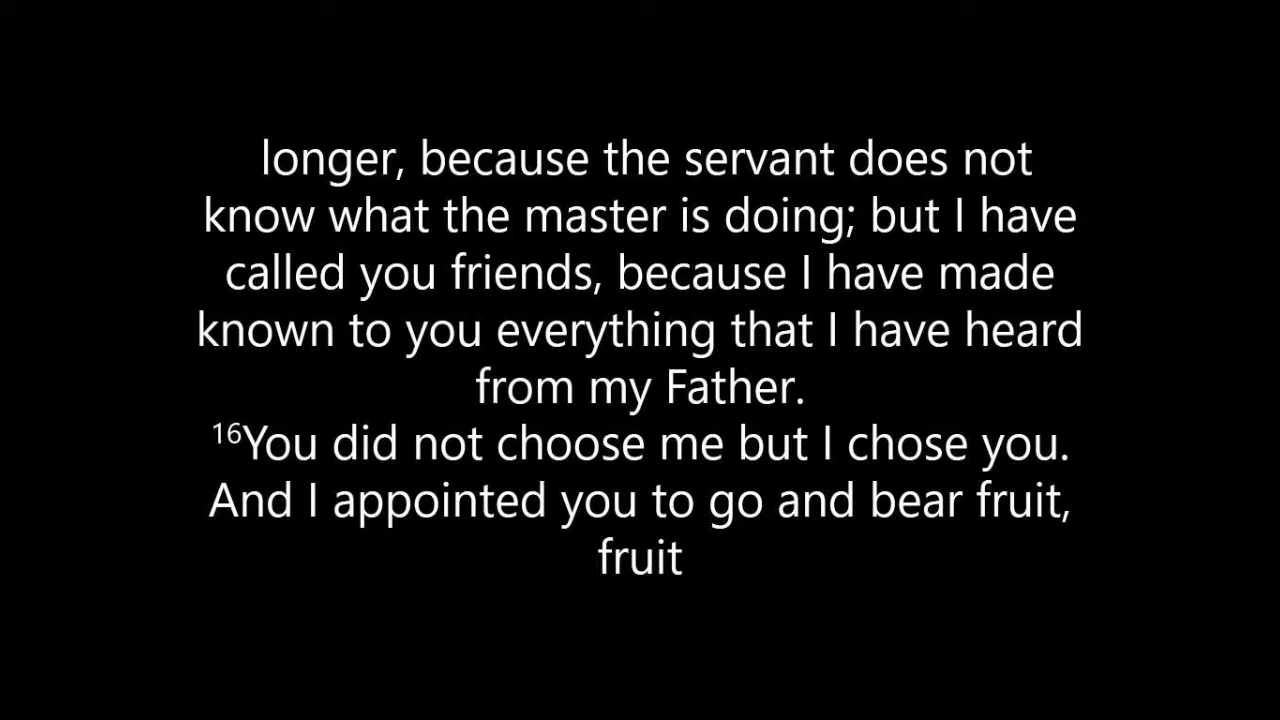 longer, because the servant does not
know what the master is doing; but I have
called you friends, because I have made
known to you everything that I have heard
from my Father.
¹⁶You did not choose me but I chose you.
And I appointed you to go and bear fruit,
fruit